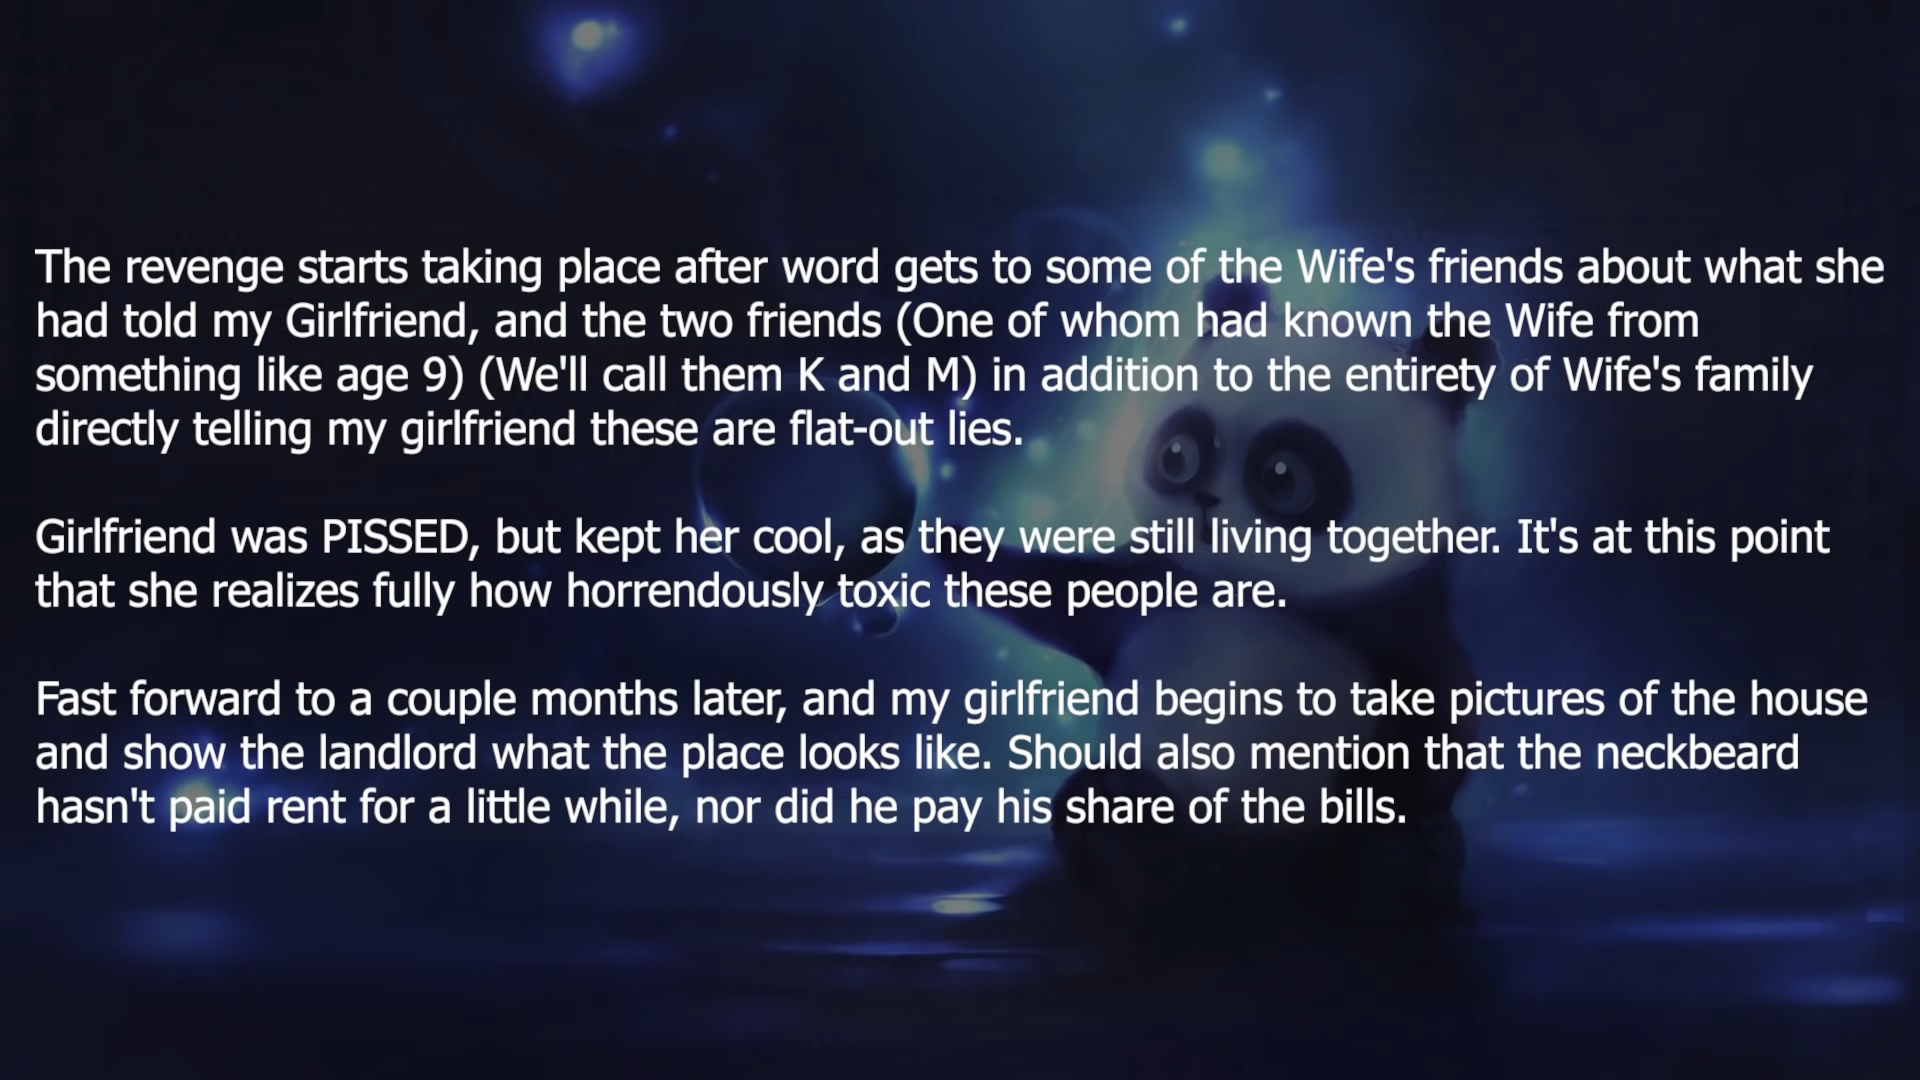 The revenge starts taking place after word gets to some of the Wife's friends about what she
had told my Girlfriend, and the two friends (One of whom had known the Wife from
something like age 9) (We'll call them K and M) in addition to the entirety of Wife's family
directly telling my girlfriend these are flat-out lies.
Girlfriend was PISSED, but kept her cool, as they were still living together. It's at this point
that she realizes fully how horrendously toxic these people are.
Fast forward to a couple months later, and my girlfriend begins to take pictures of the house
and show the landlord what the place looks like. Should also mention that the neckbeard
hasn't paid rent for a little while, nor did he pay his share of the bills.